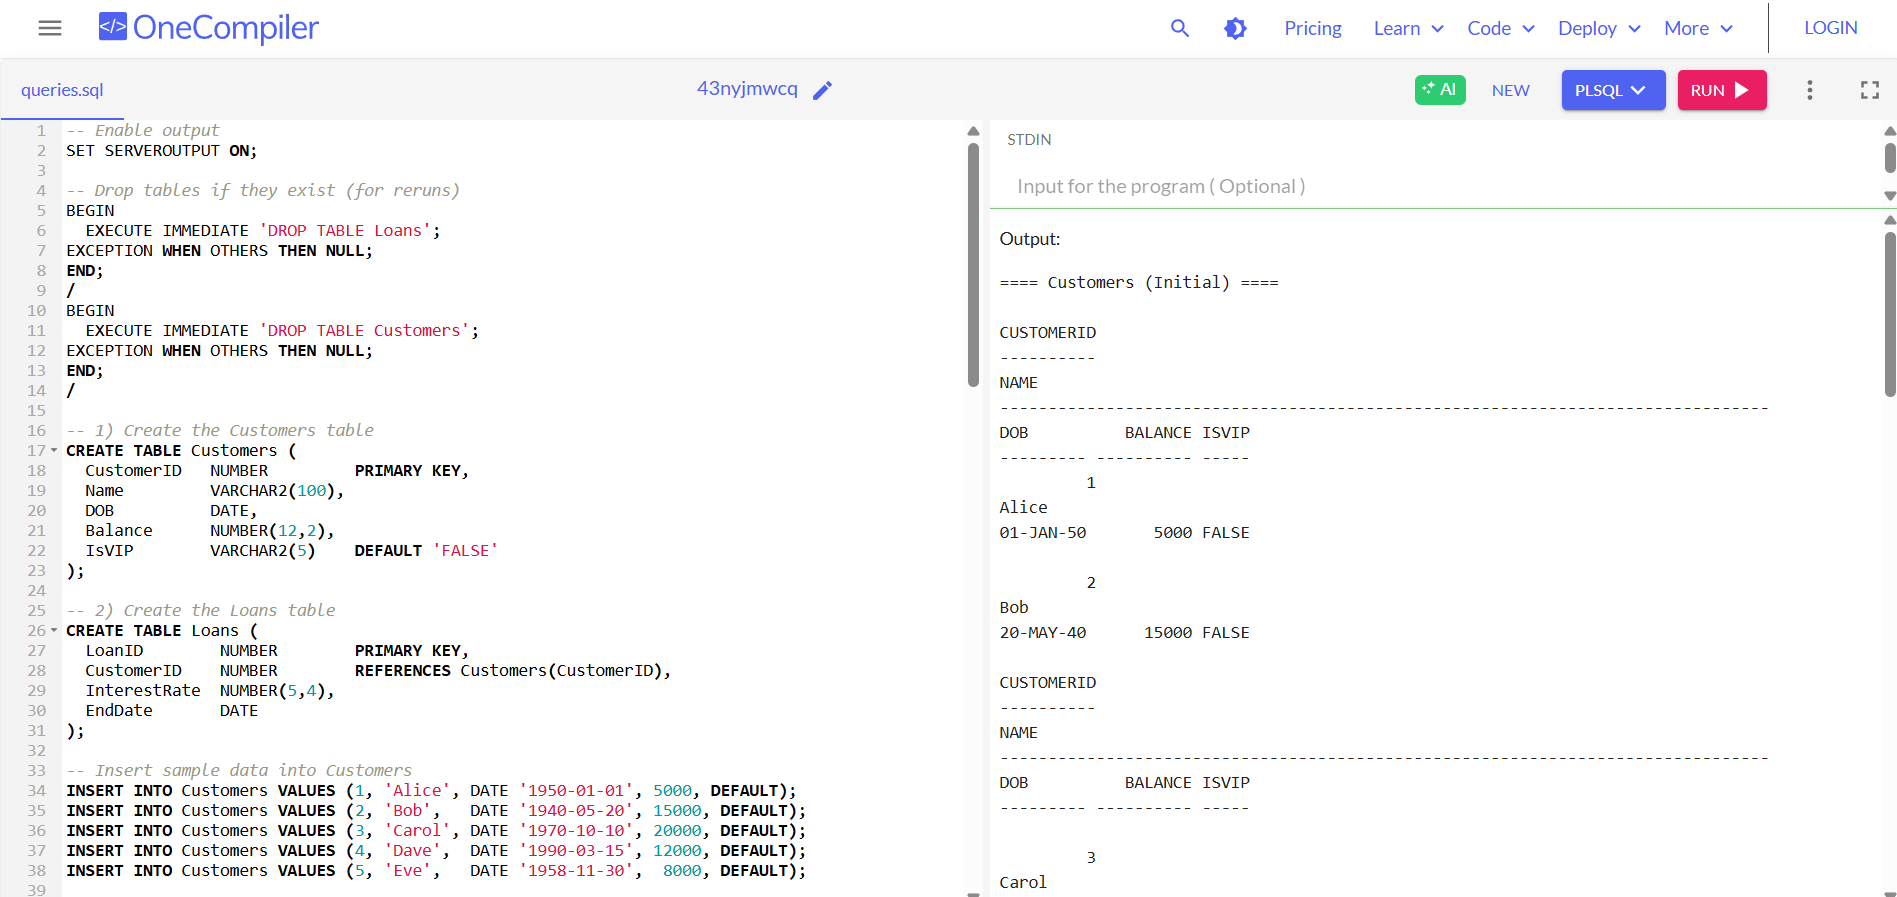 </> OneCompiler
Pricing Learn Code Deploy More LOGIN
queries.sql
43nyjmwcq
AI NEW PLSQL RUN
1 -- Enable output
2 SET SERVEROUTPUT ON;
3
4 -- Drop tables if they exist (for reruns)
5 BEGIN
6   EXECUTE IMMEDIATE 'DROP TABLE Loans';
7 EXCEPTION WHEN OTHERS THEN NULL;
8 END;
9 /
10 BEGIN
11   EXECUTE IMMEDIATE 'DROP TABLE Customers';
12 EXCEPTION WHEN OTHERS THEN NULL;
13 END;
14 /
15
16 -- 1) Create the Customers table
17 CREATE TABLE Customers (
18   CustomerID   NUMBER         PRIMARY KEY,
19   Name         VARCHAR2(100),
20   DOB          DATE,
21   Balance      NUMBER(12,2),
22   IsVIP        VARCHAR2(5)    DEFAULT 'FALSE'
23 );
24
25 -- 2) Create the Loans table
26 CREATE TABLE Loans (
27   LoanID        NUMBER        PRIMARY KEY,
28   CustomerID    NUMBER        REFERENCES Customers(CustomerID),
29   InterestRate  NUMBER(5,4),
30   EndDate       DATE
31 );
32
33 -- Insert sample data into Customers
34 INSERT INTO Customers VALUES (1, 'Alice', DATE '1950-01-01', 5000, DEFAULT);
35 INSERT INTO Customers VALUES (2, 'Bob',   DATE '1940-05-20', 15000, DEFAULT);
36 INSERT INTO Customers VALUES (3, 'Carol', DATE '1970-10-10', 20000, DEFAULT);
37 INSERT INTO Customers VALUES (4, 'Dave',  DATE '1990-03-15', 12000, DEFAULT);
38 INSERT INTO Customers VALUES (5, 'Eve',   DATE '1958-11-30',  8000, DEFAULT);
39
STDIN
Input for the program ( Optional )
Output:
==== Customers (Initial) ====
CUSTOMERID
----------
NAME
--------------------------------------------------------------------------------
DOB          BALANCE ISVIP
--------- ---------- -----
         1
Alice
01-JAN-50       5000 FALSE
         2
Bob
20-MAY-40      15000 FALSE
CUSTOMERID
----------
NAME
--------------------------------------------------------------------------------
DOB          BALANCE ISVIP
--------- ---------- -----
         3
Carol